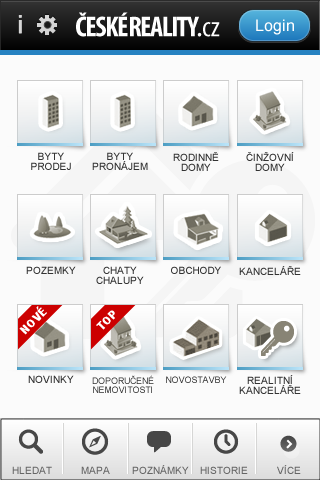 i ČESKÉREALITY.CZ Login
BYTY PRODEJ
BYTY PRONÁJEM
RODINNĚ DOMY
ČINŽOVNÍ DOMY
POZEMKY
CHATY CHALUPY
OBCHODY
KANCELÁŘE
NOVÉ
NOVINKY
TOP
DOPORUČENÉ NEMOVITOSTI
NOVOSTAVBY
REALITNÍ KANCELÁŘE
HLEDAT
MAPA
POZNÁMKY
HISTORIE
VÍCE